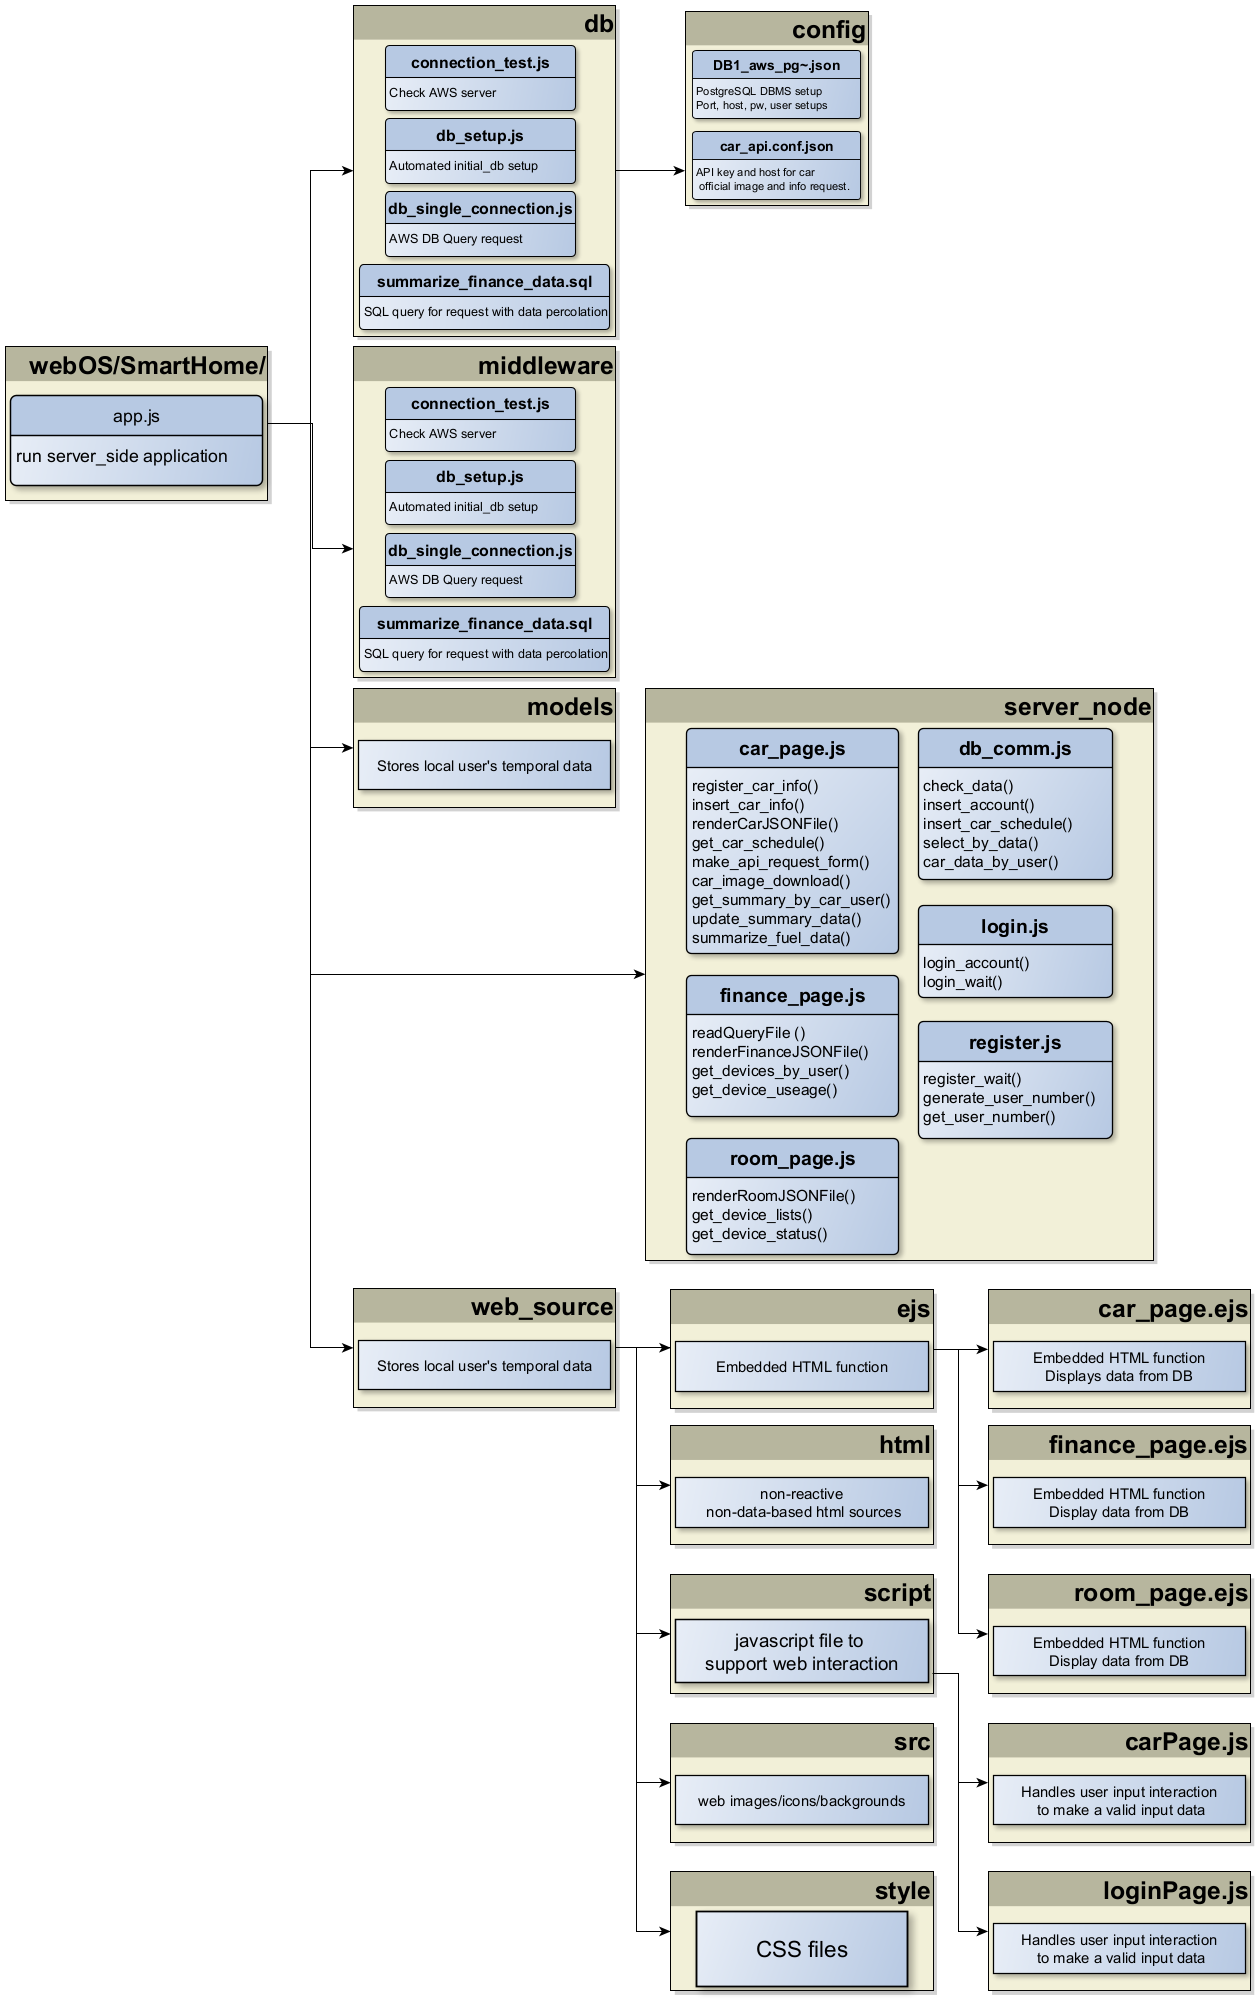 db
connection_test.js
Check AWS server
db_setup.js
Automated initial_db setup
db_single_connection.js
AWS DB Query request
summarize_finance_data.sql
SQL query for request with data percolation
config
DB1_aws_pg~.json
PostgreSQL DBMS setup
Port, host, pw, user setups
car_api.conf.json
API key and host for car
official image and info request.
webOS/SmartHome/
app.js
run server_side application
middleware
connection_test.js
Check AWS server
db_setup.js
Automated initial_db setup
db_single_connection.js
AWS DB Query request
summarize_finance_data.sql
SQL query for request with data percolation
models
Stores local user's temporal data
server_node
car_page.js
register_car_info()
insert_car_info()
renderCarJSONFile()
get_car_schedule()
make_api_request_form()
car_image_download()
get_summary_by_car_user()
update_summary_data()
summarize_fuel_data()
finance_page.js
readQueryFile ()
renderFinanceJSONFile()
get_devices_by_user()
get_device_useage()
room_page.js
renderRoomJSONFile()
get_device_lists()
get_device_status()
db_comm.js
check_data()
insert_account()
insert_car_schedule()
select_by_data()
car_data_by_user()
login.js
login_account()
login_wait()
register.js
register_wait()
generate_user_number()
get_user_number()
web_source
Stores local user's temporal data
ejs
Embedded HTML function
html
non-reactive
non-data-based html sources
script
javascript file to
support web interaction
src
web images/icons/backgrounds
style
CSS files
car_page.ejs
Embedded HTML function
Displays data from DB
finance_page.ejs
Embedded HTML function
Display data from DB
room_page.ejs
Embedded HTML function
Display data from DB
carPage.js
Handles user input interaction
to make a valid input data
loginPage.js
Handles user input interaction
to make a valid input data